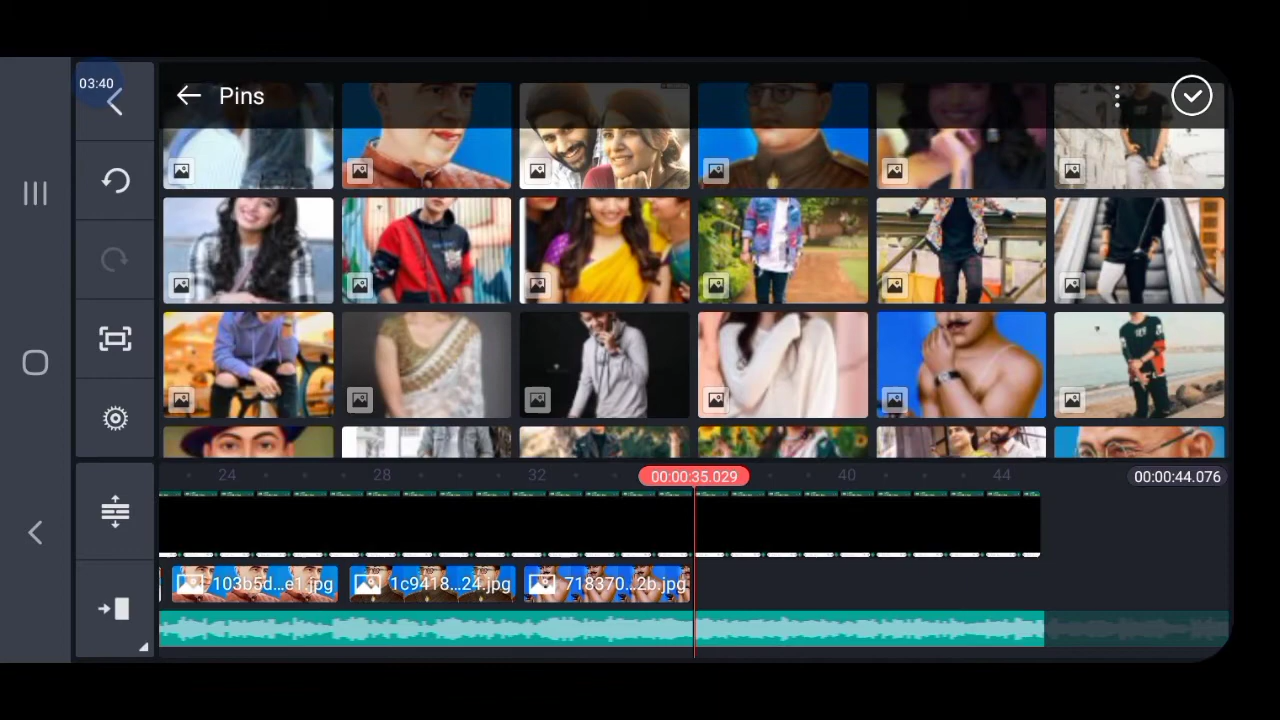 03:40
Pins
24
28
32
00:00:35.029
40
44
00:00:44.076
103b5d...e1.jpg
1c9418...24.jpg
718370...2b.jpg